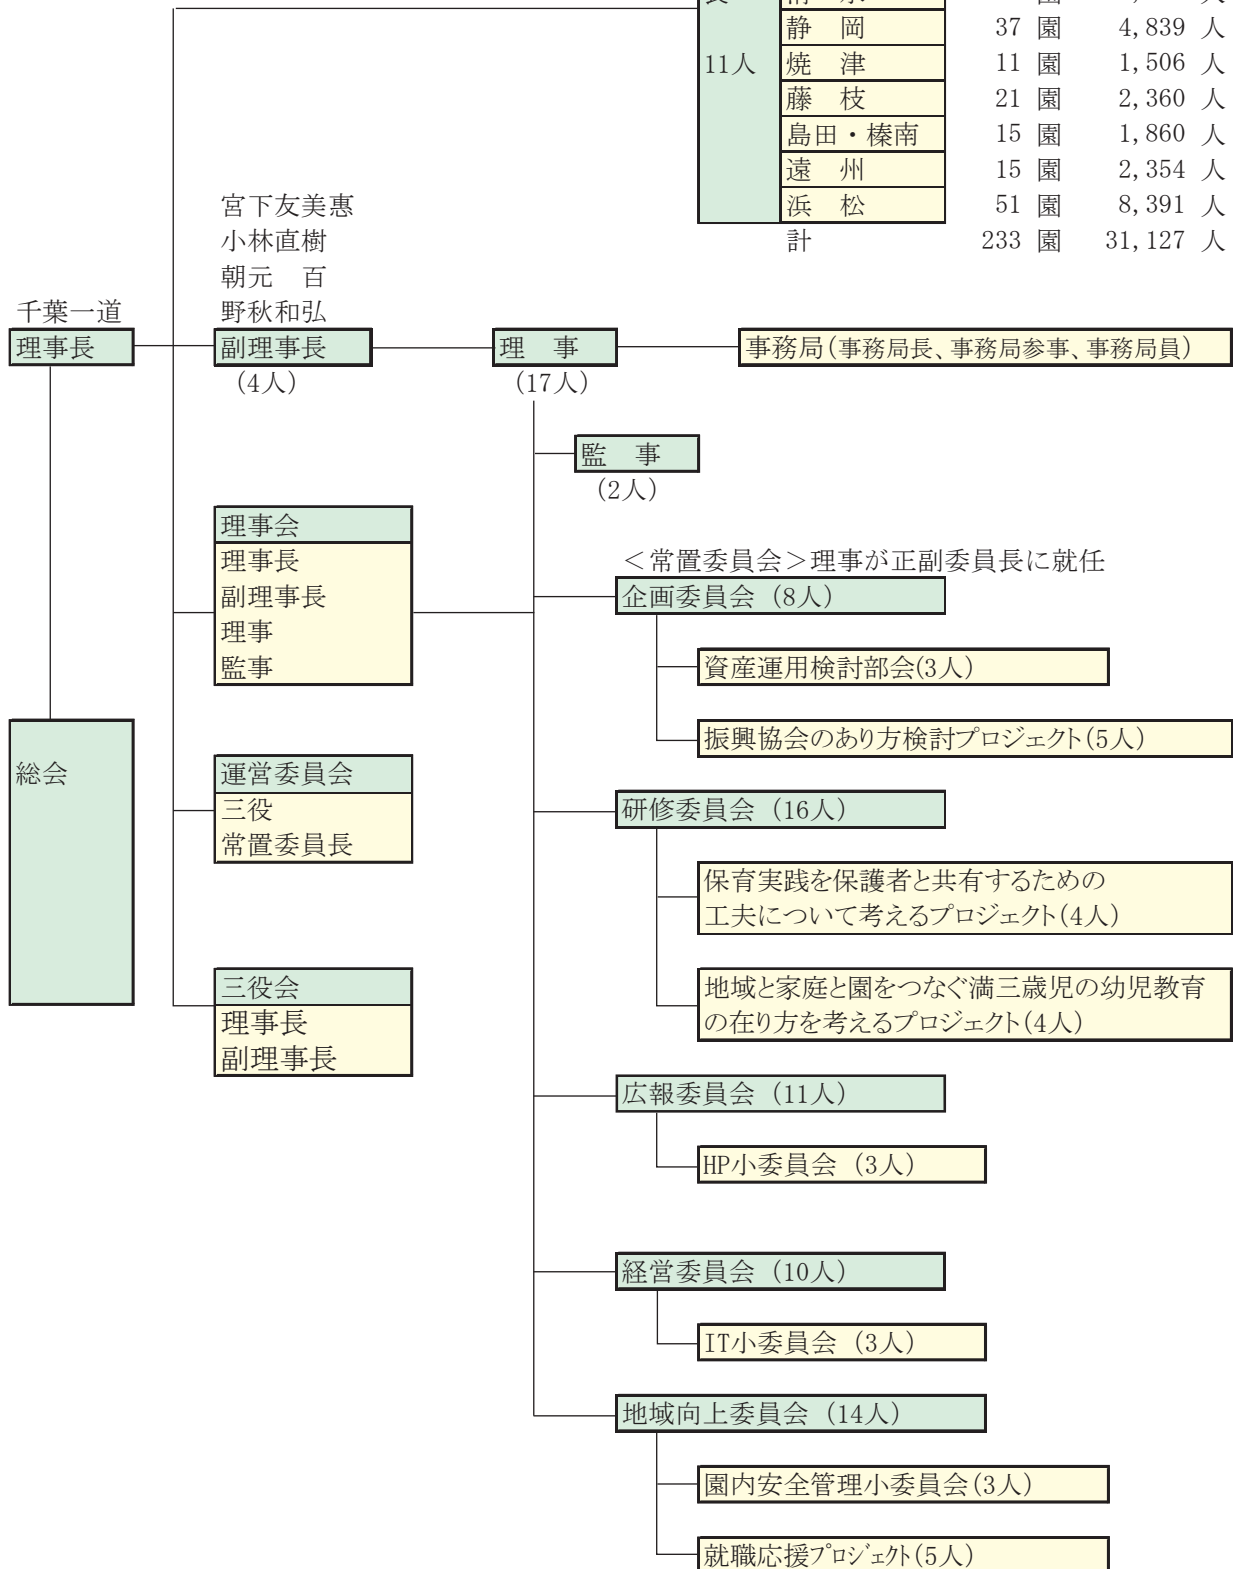 静　岡　37 園　4,839 人
11人　焼　津　11 園　1,506 人
藤　枝　21 園　2,360 人
島田・榛南　15 園　1,860 人
遠　州　15 園　2,354 人
浜　松　51 園　8,391 人
計　233 園　31,127 人
宮下友美惠
小林直樹
朝元　百
野秋和弘
千葉一道
理事長
副理事長
(4人)
理　事
(17人)
事務局(事務局長、事務局参事、事務局員)
監　事
(2人)
理事会
理事長
副理事長
理事
監事
＜常置委員会＞理事が正副委員長に就任
企画委員会 (8人)
資産運用検討部会(3人)
振興協会のあり方検討プロジェクト(5人)
総会
運営委員会
三役
常置委員長
研修委員会 (16人)
保育実践を保護者と共有するための
工夫について考えるプロジェクト(4人)
地域と家庭と園をつなぐ満三歳児の幼児教育
の在り方を考えるプロジェクト(4人)
三役会
理事長
副理事長
広報委員会 (11人)
HP小委員会 (3人)
経営委員会 (10人)
IT小委員会 (3人)
地域向上委員会 (14人)
園内安全管理小委員会(3人)
就職応援プロジェクト(5人)